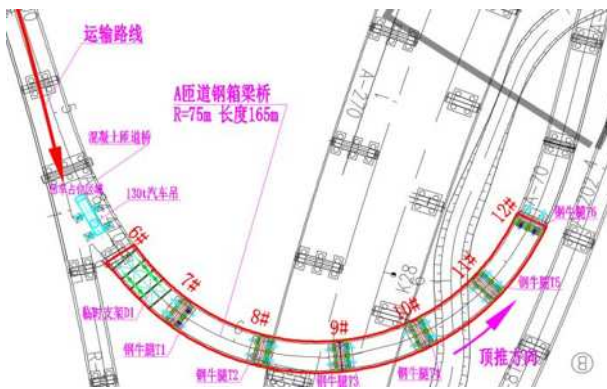 运输路线
A匝道钢箱梁桥
R=75m 长度165m
混凝土匝道桥
130t汽车吊
A-270
K28
6#
7#
8#
9#
10#
11#
12#
临时支架D1
钢牛腿T1
钢牛腿T2
钢牛腿T3
钢牛腿T4
钢牛腿T5
钢牛腿T6
顶推方向